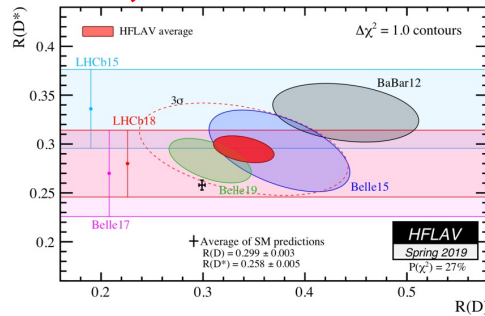 R(D*)
HFLAV average
Δχ² = 1.0 contours
0.4
LHCb15
BaBar12
3σ
LHCb18
0.3
Belle19
Belle15
Belle17
0.2
Average of SM predictions
R(D) = 0.299 ± 0.003
R(D*) = 0.258 ± 0.005
HFLAV
Spring 2019
P(χ²) = 27%
0.35
0.25
0.2
0.3
0.4
0.5
R(D)